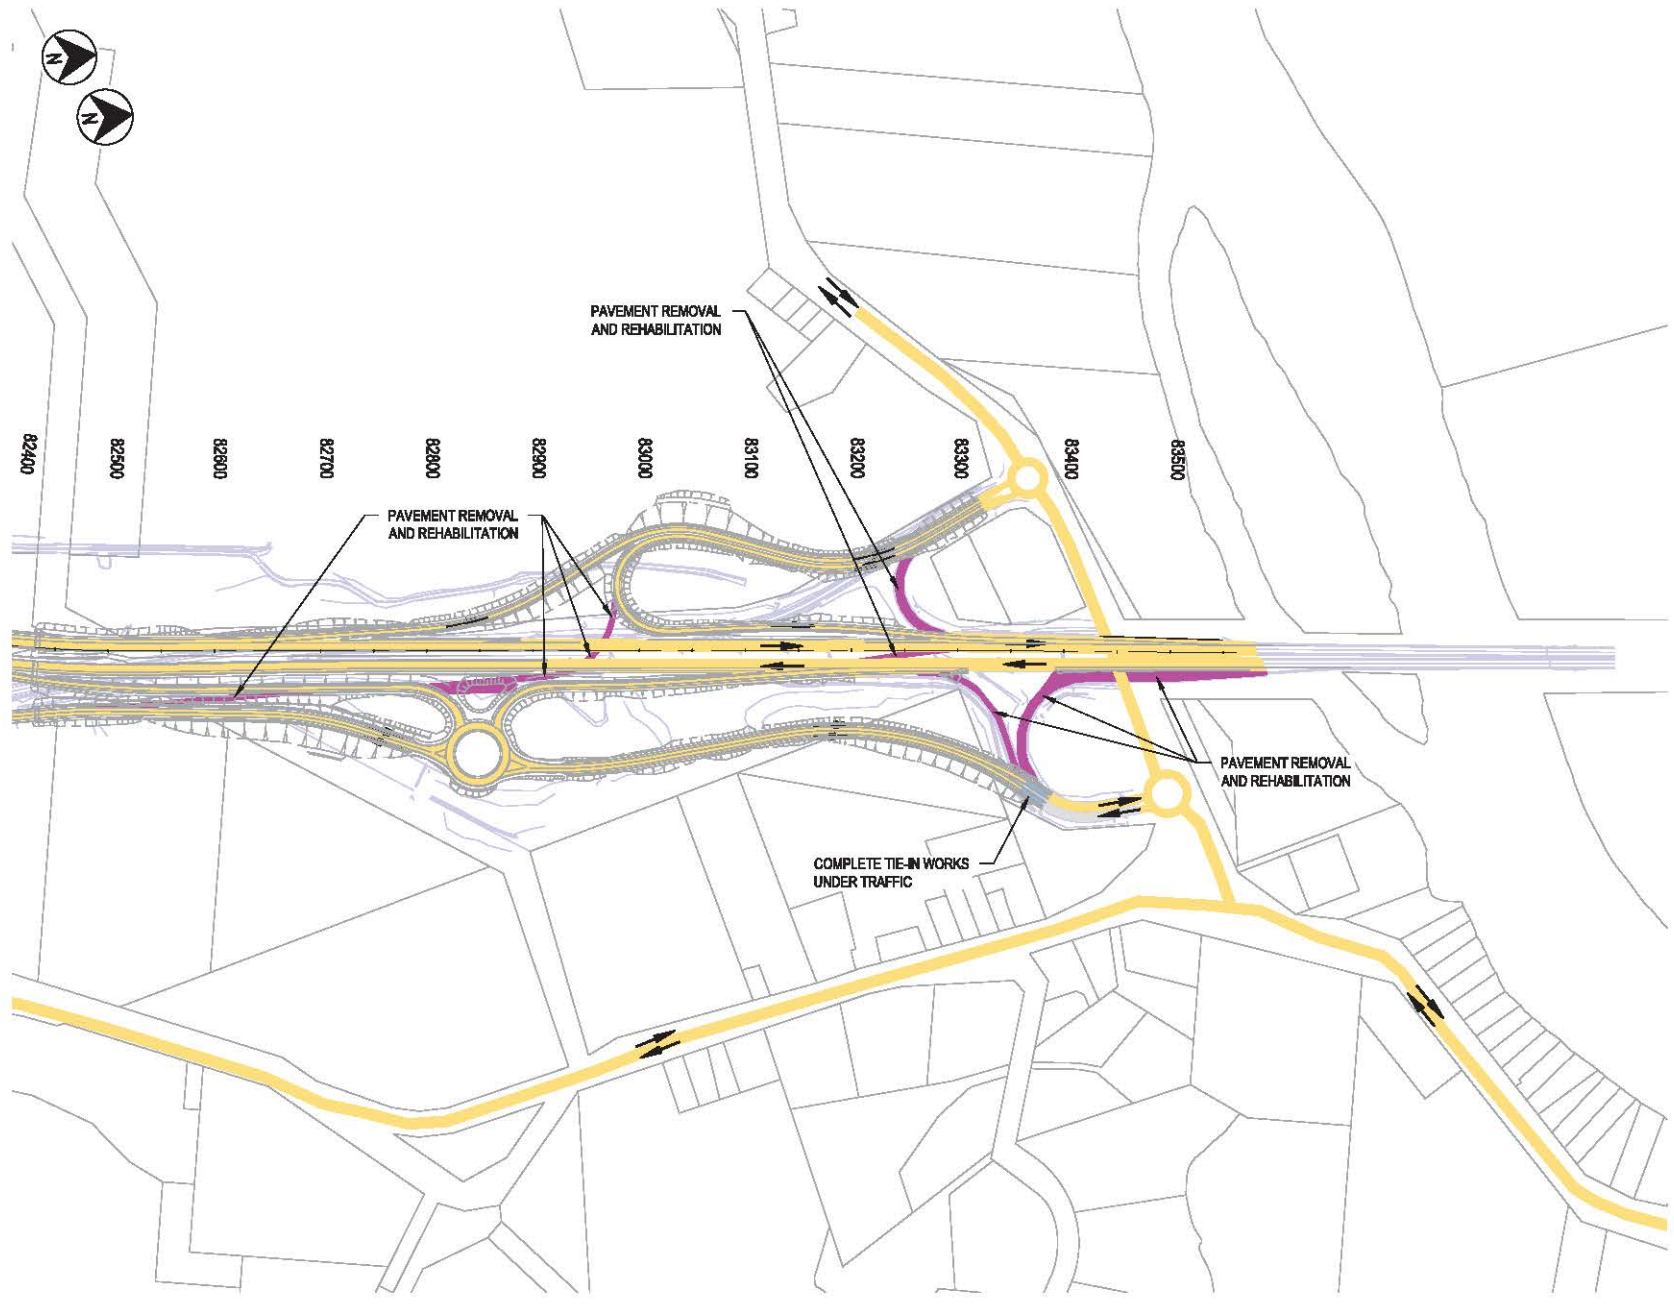 N
N
PAVEMENT REMOVAL
AND REHABILITATION
82400
82500
82600
82700
82800
82900
83000
83100
83200
83300
83400
83500
PAVEMENT REMOVAL
AND REHABILITATION
PAVEMENT REMOVAL
AND REHABILITATION
COMPLETE TIE-IN WORKS
UNDER TRAFFIC